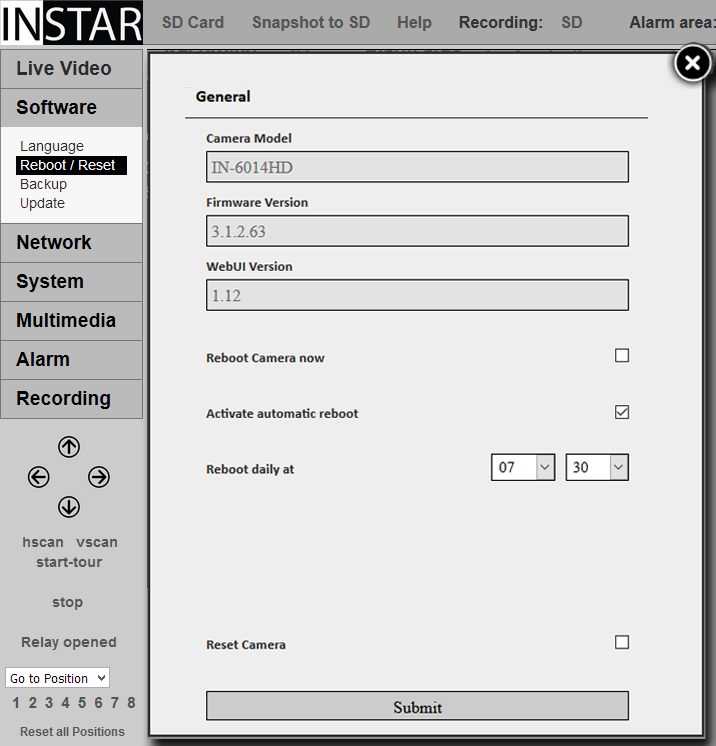 INSTAR
SD Card Snapshot to SD Help Recording: SD Alarm area:
Live Video
Software
Language
Reboot / Reset
Backup
Update
Network
System
Multimedia
Alarm
Recording
hscan vscan
start-tour
stop
Relay opened
Go to Position
1 2 3 4 5 6 7 8
Reset all Positions
General
Camera Model
IN-6014HD
Firmware Version
3.1.2.63
WebUI Version
1.12
Reboot Camera now
Activate automatic reboot
Reboot daily at 07 30
Reset Camera
Submit